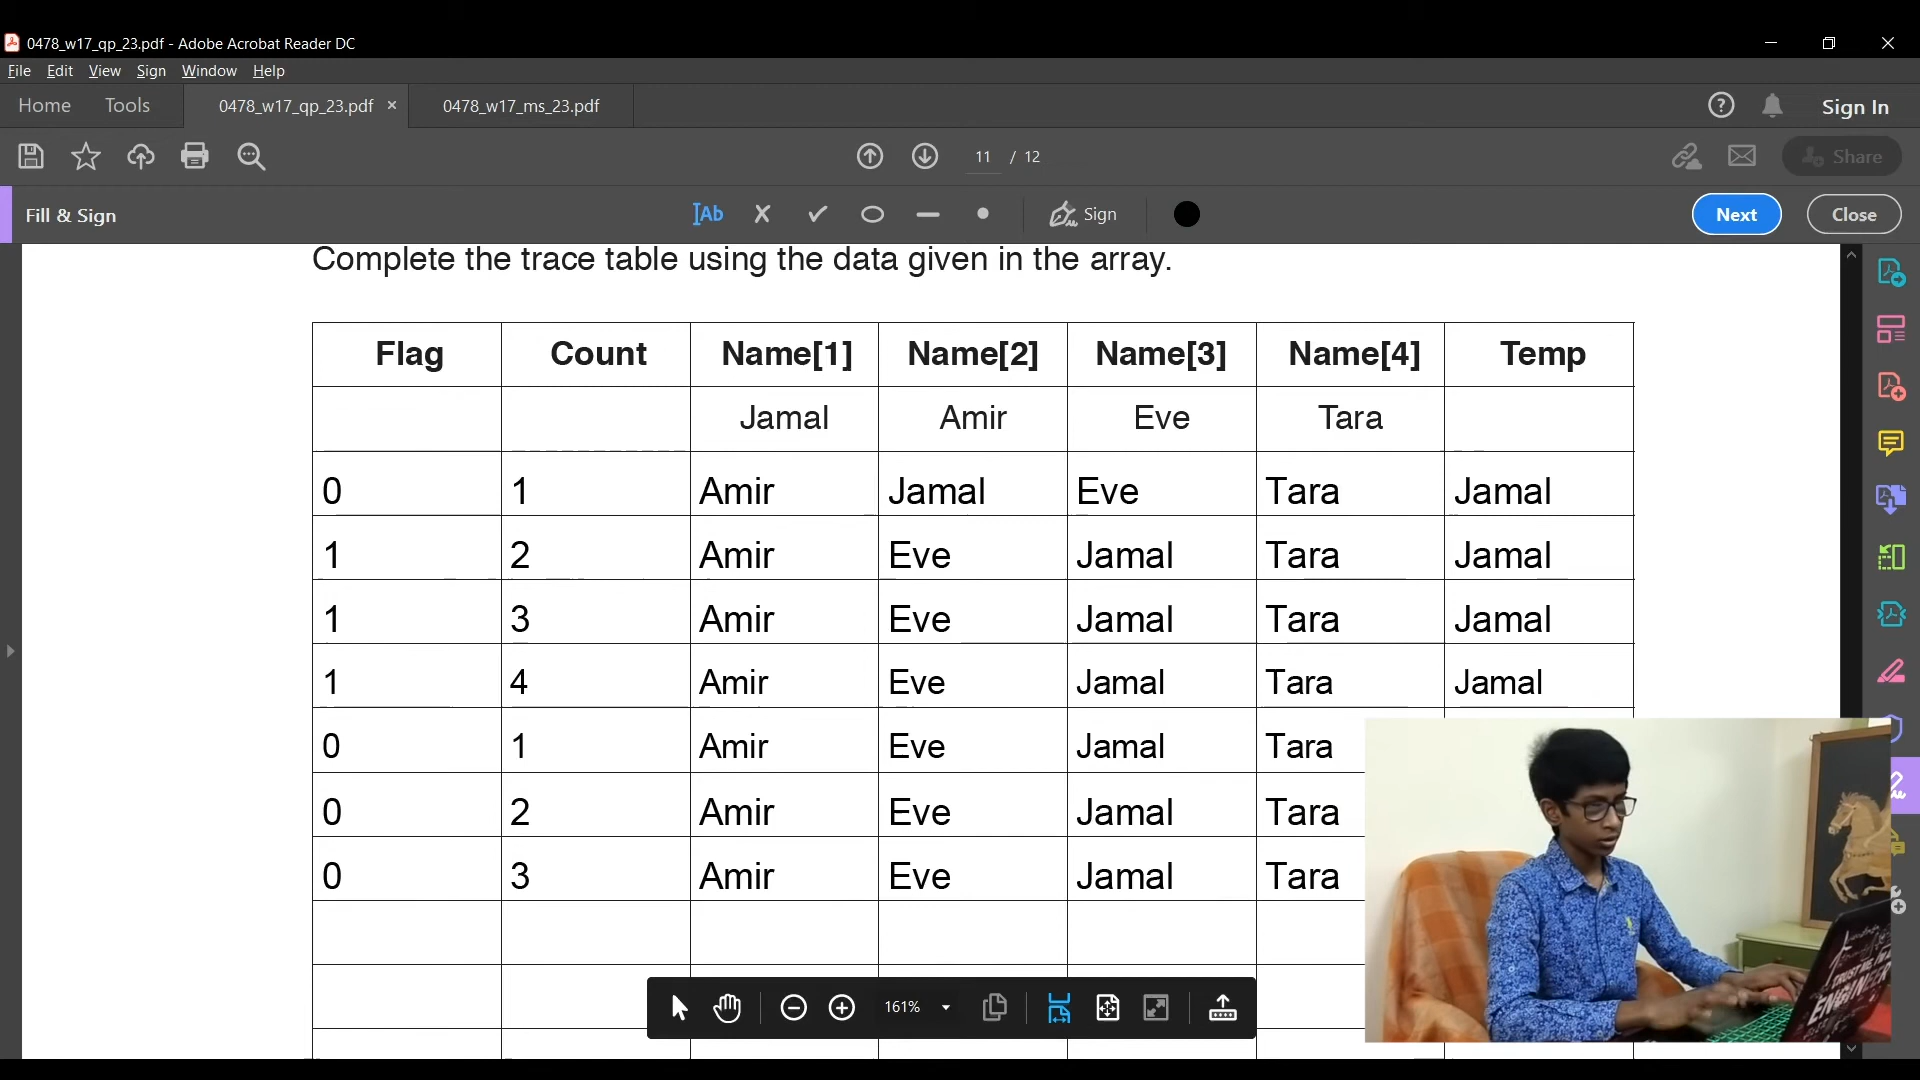 0478_w17_qp_23.pdf - Adobe Acrobat Reader DC
File Edit View Sign Window Help
Home Tools 0478_w17_qp_23.pdf × 0478_w17_ms_23.pdf Sign In
11 / 12 Share
Fill & Sign Ab Sign Next Close
Complete the trace table using the data given in the array.
Flag Count Name[1] Name[2] Name[3] Name[4] Temp
Jamal Amir Eve Tara
0 1 Amir Jamal Eve Tara Jamal
1 2 Amir Eve Jamal Tara Jamal
1 3 Amir Eve Jamal Tara Jamal
1 4 Amir Eve Jamal Tara Jamal
0 1 Amir Eve Jamal Tara
0 2 Amir Eve Jamal Tara
0 3 Amir Eve Jamal Tara
161%